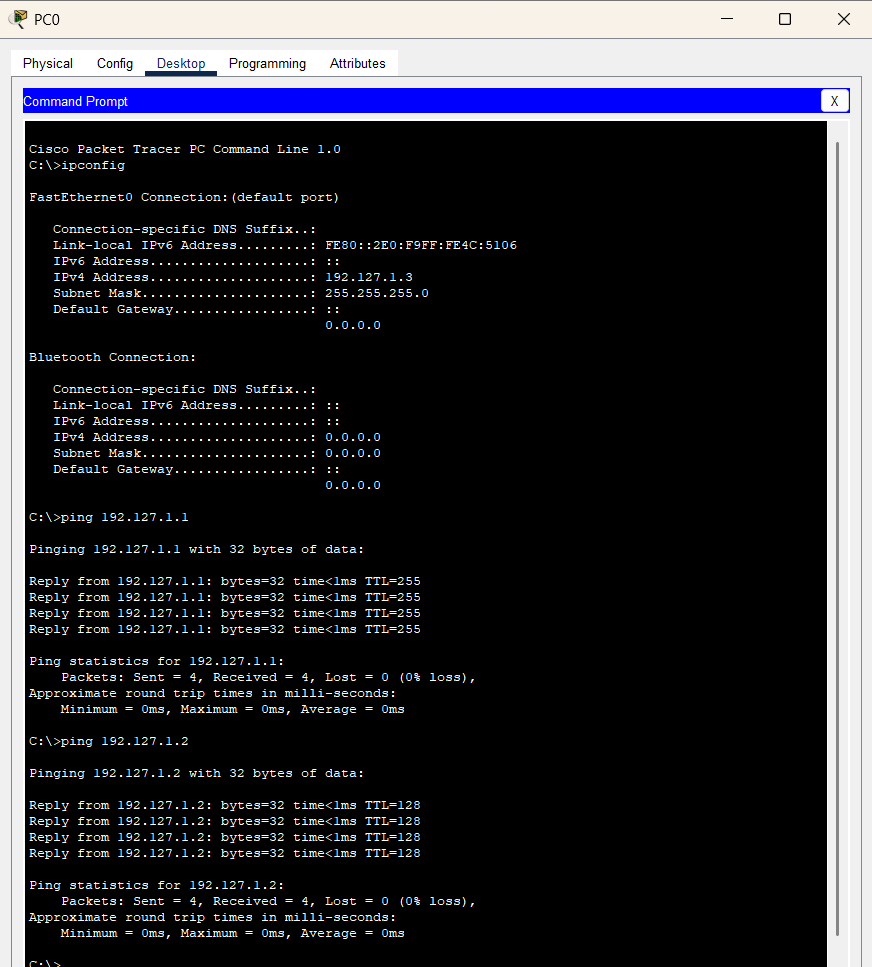 PC0
Physical Config Desktop Programming Attributes
Command Prompt X
Cisco Packet Tracer PC Command Line 1.0
C:\>ipconfig
FastEthernet0 Connection:(default port)
Connection-specific DNS Suffix..:
Link-local IPv6 Address.........: FE80::2E0:F9FF:FE4C:5106
IPv6 Address....................: ::
IPv4 Address....................: 192.127.1.3
Subnet Mask.....................: 255.255.255.0
Default Gateway.................: ::
0.0.0.0
Bluetooth Connection:
Connection-specific DNS Suffix..:
Link-local IPv6 Address.........: ::
IPv6 Address....................: ::
IPv4 Address....................: 0.0.0.0
Subnet Mask.....................: 0.0.0.0
Default Gateway.................: ::
0.0.0.0
C:\>ping 192.127.1.1
Pinging 192.127.1.1 with 32 bytes of data:
Reply from 192.127.1.1: bytes=32 time<1ms TTL=255
Reply from 192.127.1.1: bytes=32 time<1ms TTL=255
Reply from 192.127.1.1: bytes=32 time<1ms TTL=255
Reply from 192.127.1.1: bytes=32 time<1ms TTL=255
Ping statistics for 192.127.1.1:
Packets: Sent = 4, Received = 4, Lost = 0 (0% loss),
Approximate round trip times in milli-seconds:
Minimum = 0ms, Maximum = 0ms, Average = 0ms
C:\>ping 192.127.1.2
Pinging 192.127.1.2 with 32 bytes of data:
Reply from 192.127.1.2: bytes=32 time<1ms TTL=128
Reply from 192.127.1.2: bytes=32 time<1ms TTL=128
Reply from 192.127.1.2: bytes=32 time<1ms TTL=128
Reply from 192.127.1.2: bytes=32 time<1ms TTL=128
Ping statistics for 192.127.1.2:
Packets: Sent = 4, Received = 4, Lost = 0 (0% loss),
Approximate round trip times in milli-seconds:
Minimum = 0ms, Maximum = 0ms, Average = 0ms
C:\>